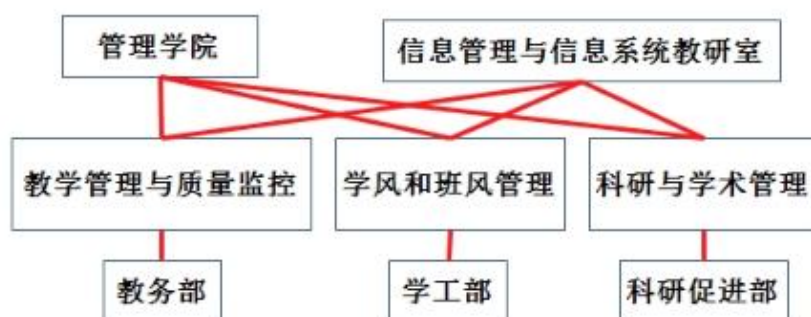 管理学院
信息管理与信息系统教研室
教学管理与质量监控
学风和班风管理
科研与学术管理
教务部
学工部
科研促进部